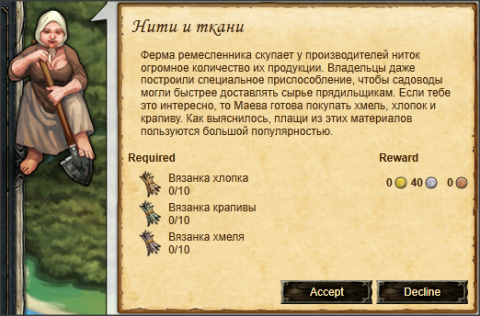 Нити и ткани
Ферма ремесленника скупает у производителей ниток
огромное количество их продукции. Владельцы даже
построили специальное приспособление, чтобы садоводы
могли быстрее доставлять сырье прядильщикам. Если тебе
это интересно, то Маева готова покупать хмель, хлопок и
крапиву. Как выяснилось, плащи из этих материалов
пользуются большой популярностью.
Required
Reward
Вязанка хлопка
0/10
0 40 0
Вязанка крапивы
0/10
Вязанка хмеля
0/10
Accept
Decline